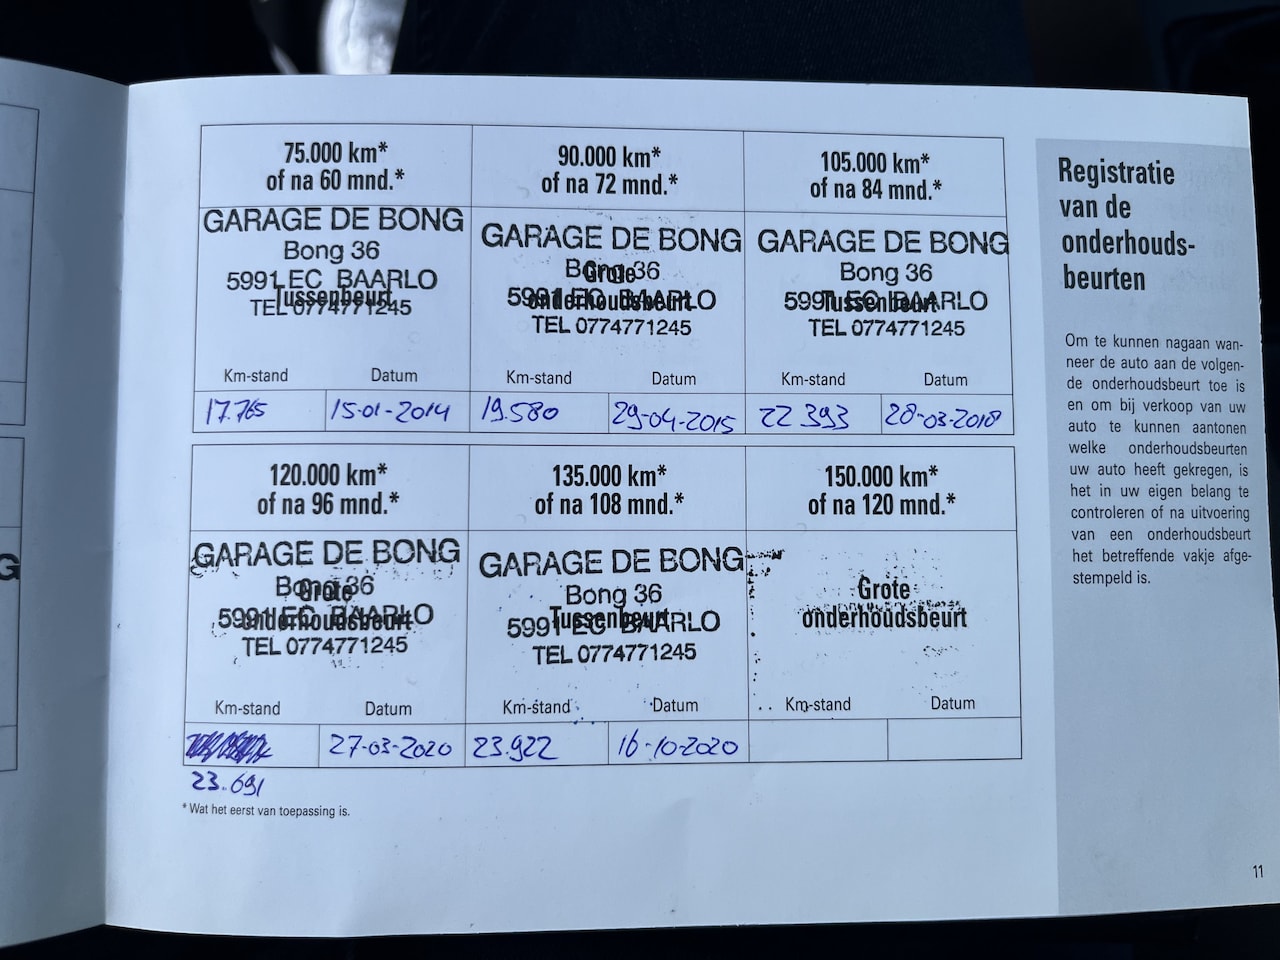 75.000 km*
of na 60 mnd.*
GARAGE DE BONG
Bong 36
5991 EC BAARLO
Tussenbeurt
TEL 0774771245
Km-stand Datum
17.765 15-01-2014
90.000 km*
of na 72 mnd.*
GARAGE DE BONG
Bong 36
Grote
5991 EC BAARLO
onderhoudsbeurt
TEL 0774771245
Km-stand Datum
19.580 29-04-2015
105.000 km*
of na 84 mnd.*
GARAGE DE BONG
Bong 36
5991 EC BAARLO
Tussenbeurt
TEL 0774771245
Km-stand Datum
22 393 28-03-2018
120.000 km*
of na 96 mnd.*
GARAGE DE BONG
Bong 36
Grote
5991 EC BAARLO
onderhoudsbeurt
TEL 0774771245
Km-stand Datum
27-03-2020
23.691
135.000 km*
of na 108 mnd.*
GARAGE DE BONG
Bong 36
Tussenbeurt
5991 EC BAARLO
TEL 0774771245
Km-stand Datum
23.922 16-10-2020
150.000 km*
of na 120 mnd.*
Grote
onderhoudsbeurt
Km-stand Datum
* Wat het eerst van toepassing is.
Registratie
van de
onderhouds-
beurten
Om te kunnen nagaan wan-
neer de auto aan de volgen-
de onderhoudsbeurt toe is
en om bij verkoop van uw
auto te kunnen aantonen
welke onderhoudsbeurten
uw auto heeft gekregen, is
het in uw eigen belang te
controleren of na uitvoering
van een onderhoudsbeurt
het betreffende vakje afge-
stempeld is.
11
G